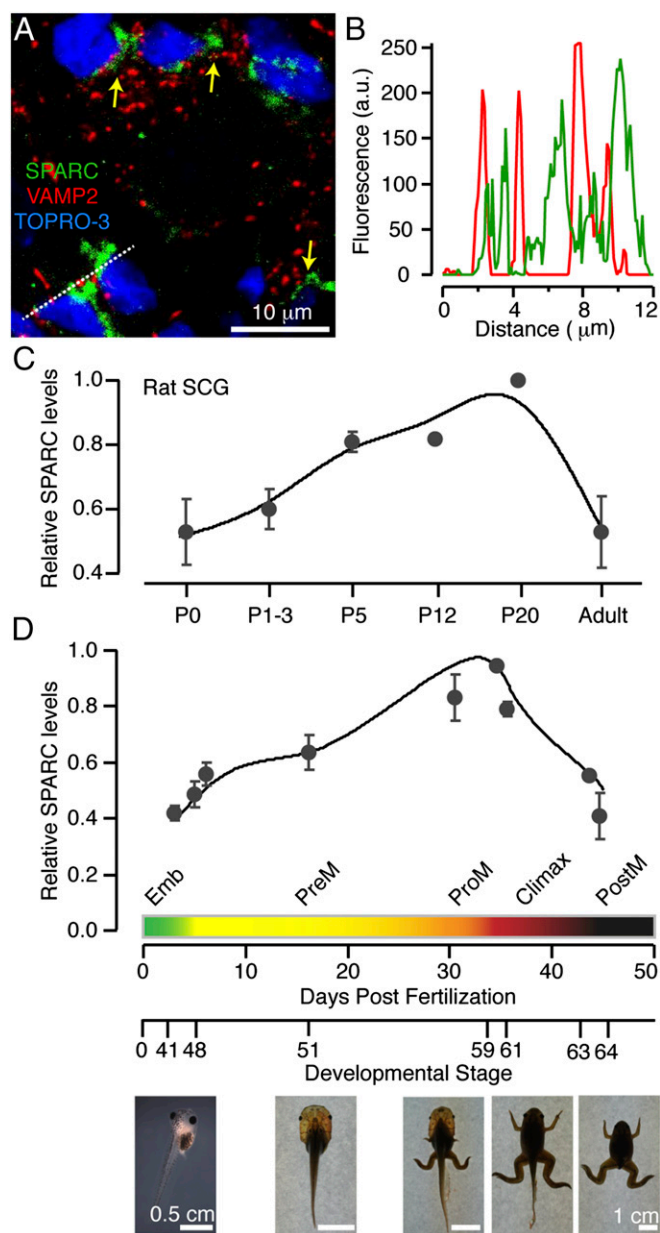 A
SPARC
VAMP2
TOPRO-3
10 μm
B
Fluorescence (a.u.)
250
200
150
100
50
0
0 4 8 12
Distance ( μm)
C
Rat SCG
Relative SPARC levels
1.0
0.8
0.6
0.4
P0 P1-3 P5 P12 P20 Adult
D
Relative SPARC levels
1.0
0.8
0.6
0.4
0.2
0.0
Emb PreM ProM Climax PostM
0 10 20 30 40 50
Days Post Fertilization
0 41 48 51 59 61 63 64
Developmental Stage
0.5 cm 1 cm